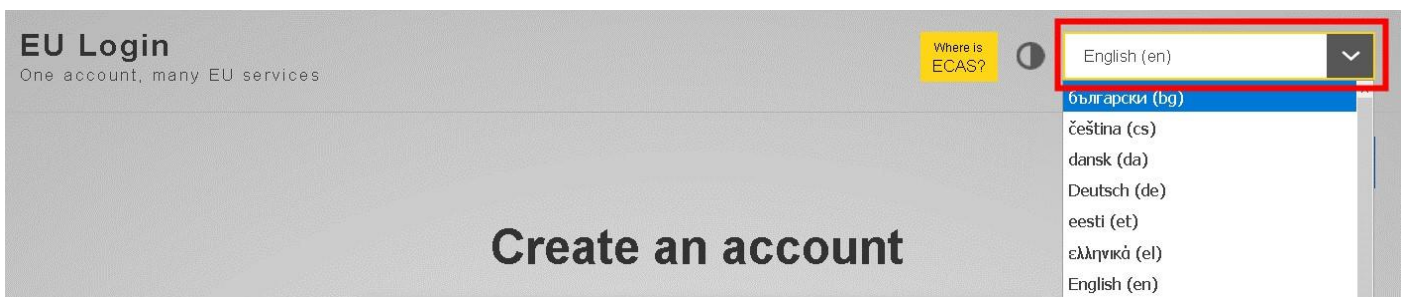 EU Login
One account, many EU services
Where is
ECAS?
English (en)
български (bg)
čeština (cs)
dansk (da)
Deutsch (de)
eesti (et)
ελληνικά (el)
English (en)
Create an account